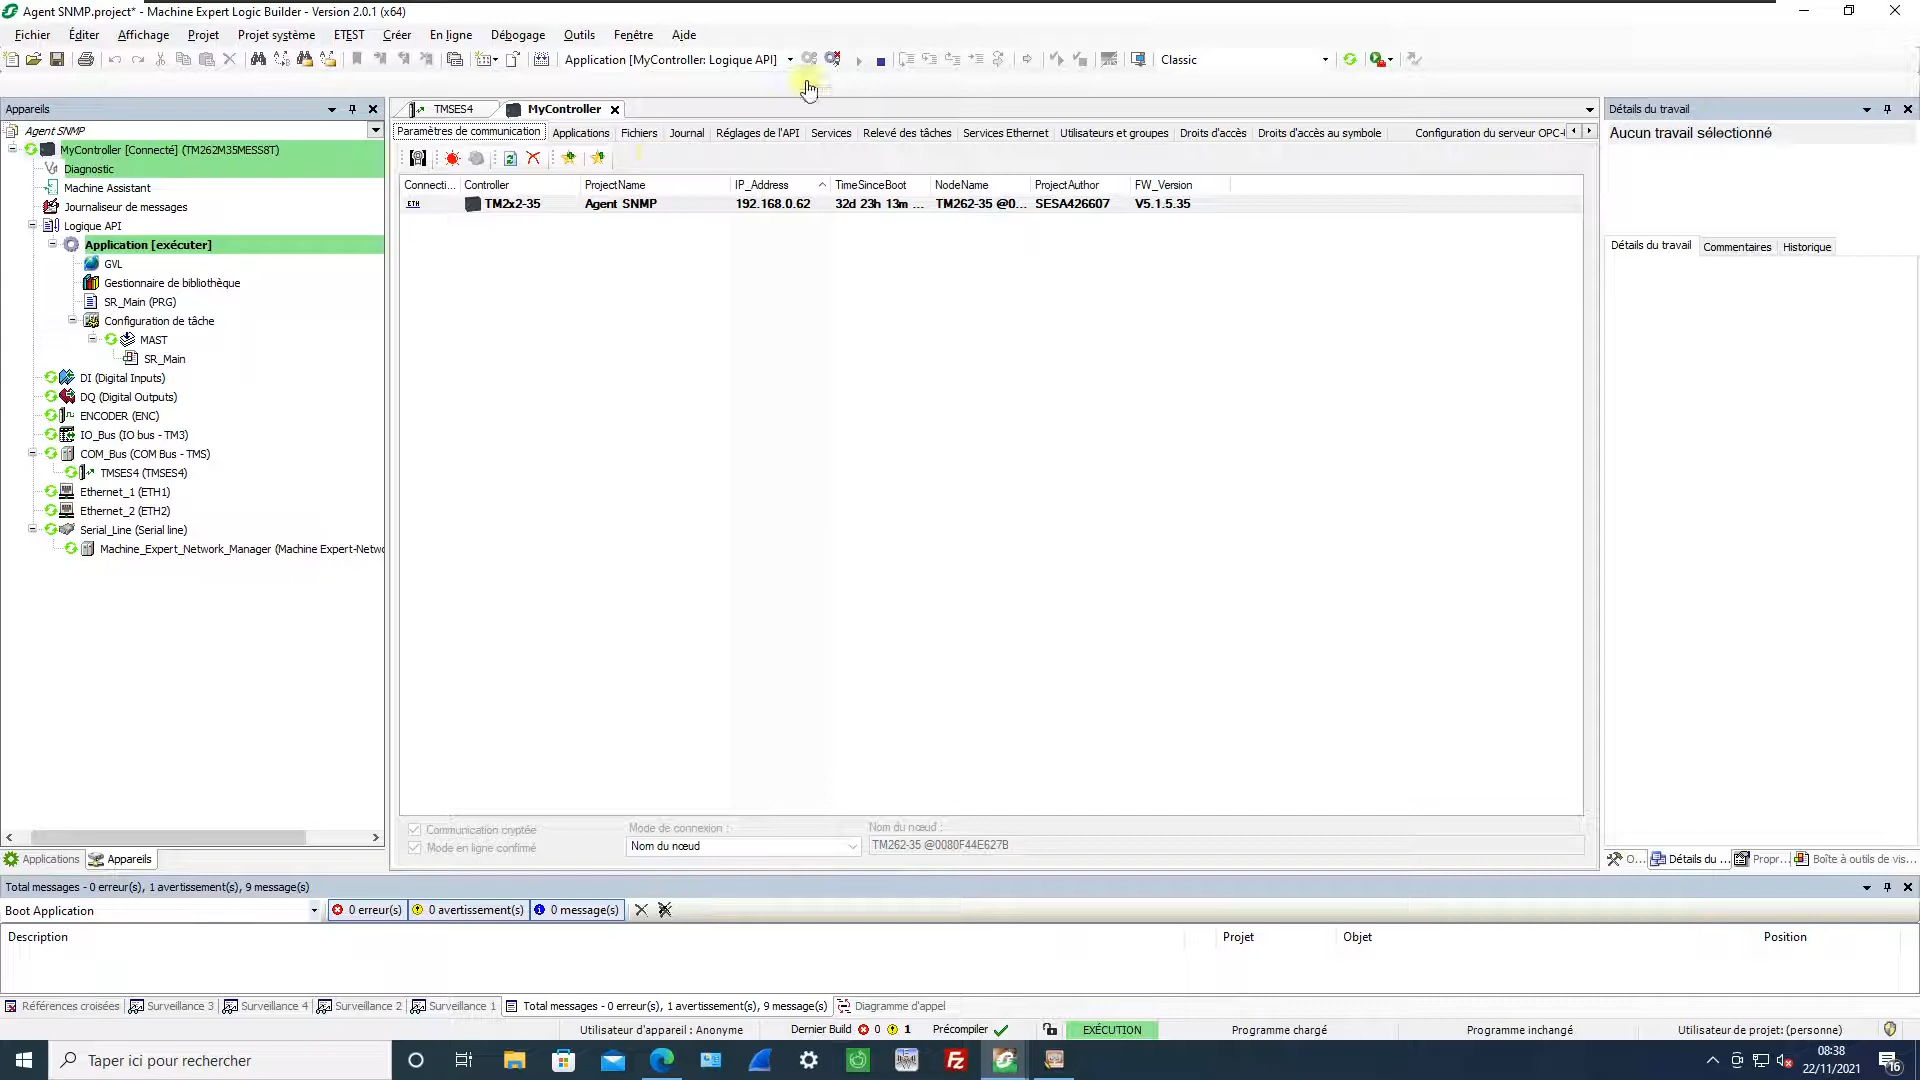 Agent SNMP.project* - Machine Expert Logic Builder - Version 2.0.1 (x64)
Fichier Éditer Affichage Projet Projet système ETEST Créer En ligne Débogage Outils Fenêtre Aide
Application [MyController: Logique API] Classic
Appareils
TMSES4 MyController
Détails du travail
Agent SNMP
Paramètres de communication Applications Fichiers Journal Réglages de l'API Services Relevé des tâches Services Ethernet Utilisateurs et groupes Droits d'accès Droits d'accès au symbole Configuration du serveur OPC-
Aucun travail sélectionné
MyController [Connecté] (TM262M35MESS8T)
Diagnostic
Machine Assistant
Journaliseur de messages
Logique API
Application [exécuter]
GVL
Gestionnaire de bibliothèque
SR_Main (PRG)
Configuration de tâche
MAST
SR_Main
DI (Digital Inputs)
DQ (Digital Outputs)
ENCODER (ENC)
IO_Bus (IO bus - TM3)
COM_Bus (COM Bus - TMS)
TMSES4 (TMSES4)
Ethernet_1 (ETH1)
Ethernet_2 (ETH2)
Serial_Line (Serial line)
Machine_Expert_Network_Manager (Machine Expert-Netwo
Connecti... Controller ProjectName IP_Address TimeSinceBoot NodeName ProjectAuthor FW_Version
ETH TM2x2-35 Agent SNMP 192.168.0.62 32d 23h 13m ... TM262-35 @0... SESA426607 V5.1.5.35
Détails du travail Commentaires Historique
Communication cryptée
Mode en ligne confirmé
Mode de connexion :
Nom du nœud
Nom du nœud :
TM262-35 @0080F44E627B
Applications Appareils
O... Détails du ... Propr... Boîte à outils de vis...
Total messages - 0 erreur(s), 1 avertissement(s), 9 message(s)
Boot Application 0 erreur(s) 0 avertissement(s) 0 message(s)
Description Projet Objet Position
Références croisées Surveillance 3 Surveillance 4 Surveillance 2 Surveillance 1 Total messages - 0 erreur(s), 1 avertissement(s), 9 message(s) Diagramme d'appel
Utilisateur d'appareil : Anonyme Dernier Build 0 1 Précompiler EXÉCUTION Programme chargé Programme inchangé Utilisateur de projet: (personne)
Taper ici pour rechercher
Fz
08:38
22/11/2021
16